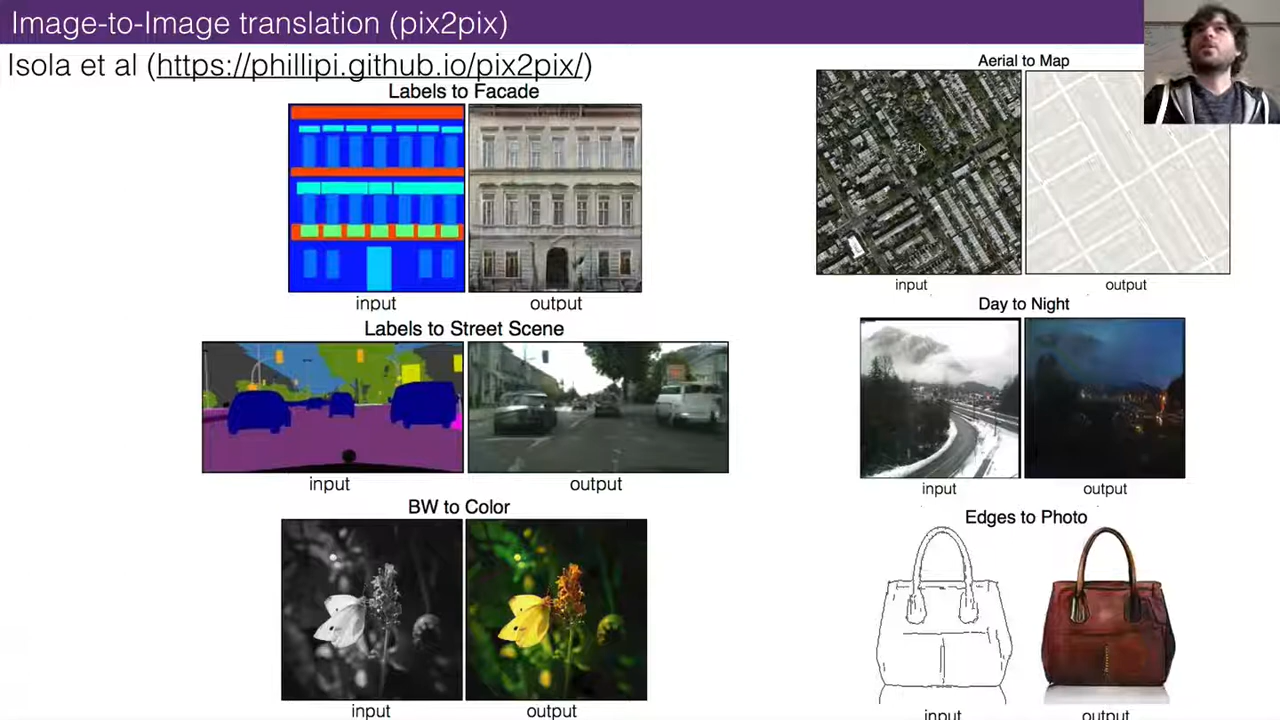 Image-to-Image translation (pix2pix)
Isola et al (https://phillipi.github.io/pix2pix/)
Labels to Facade
input output
Labels to Street Scene
input output
BW to Color
input output
Aerial to Map
input output
Day to Night
input output
Edges to Photo
input output